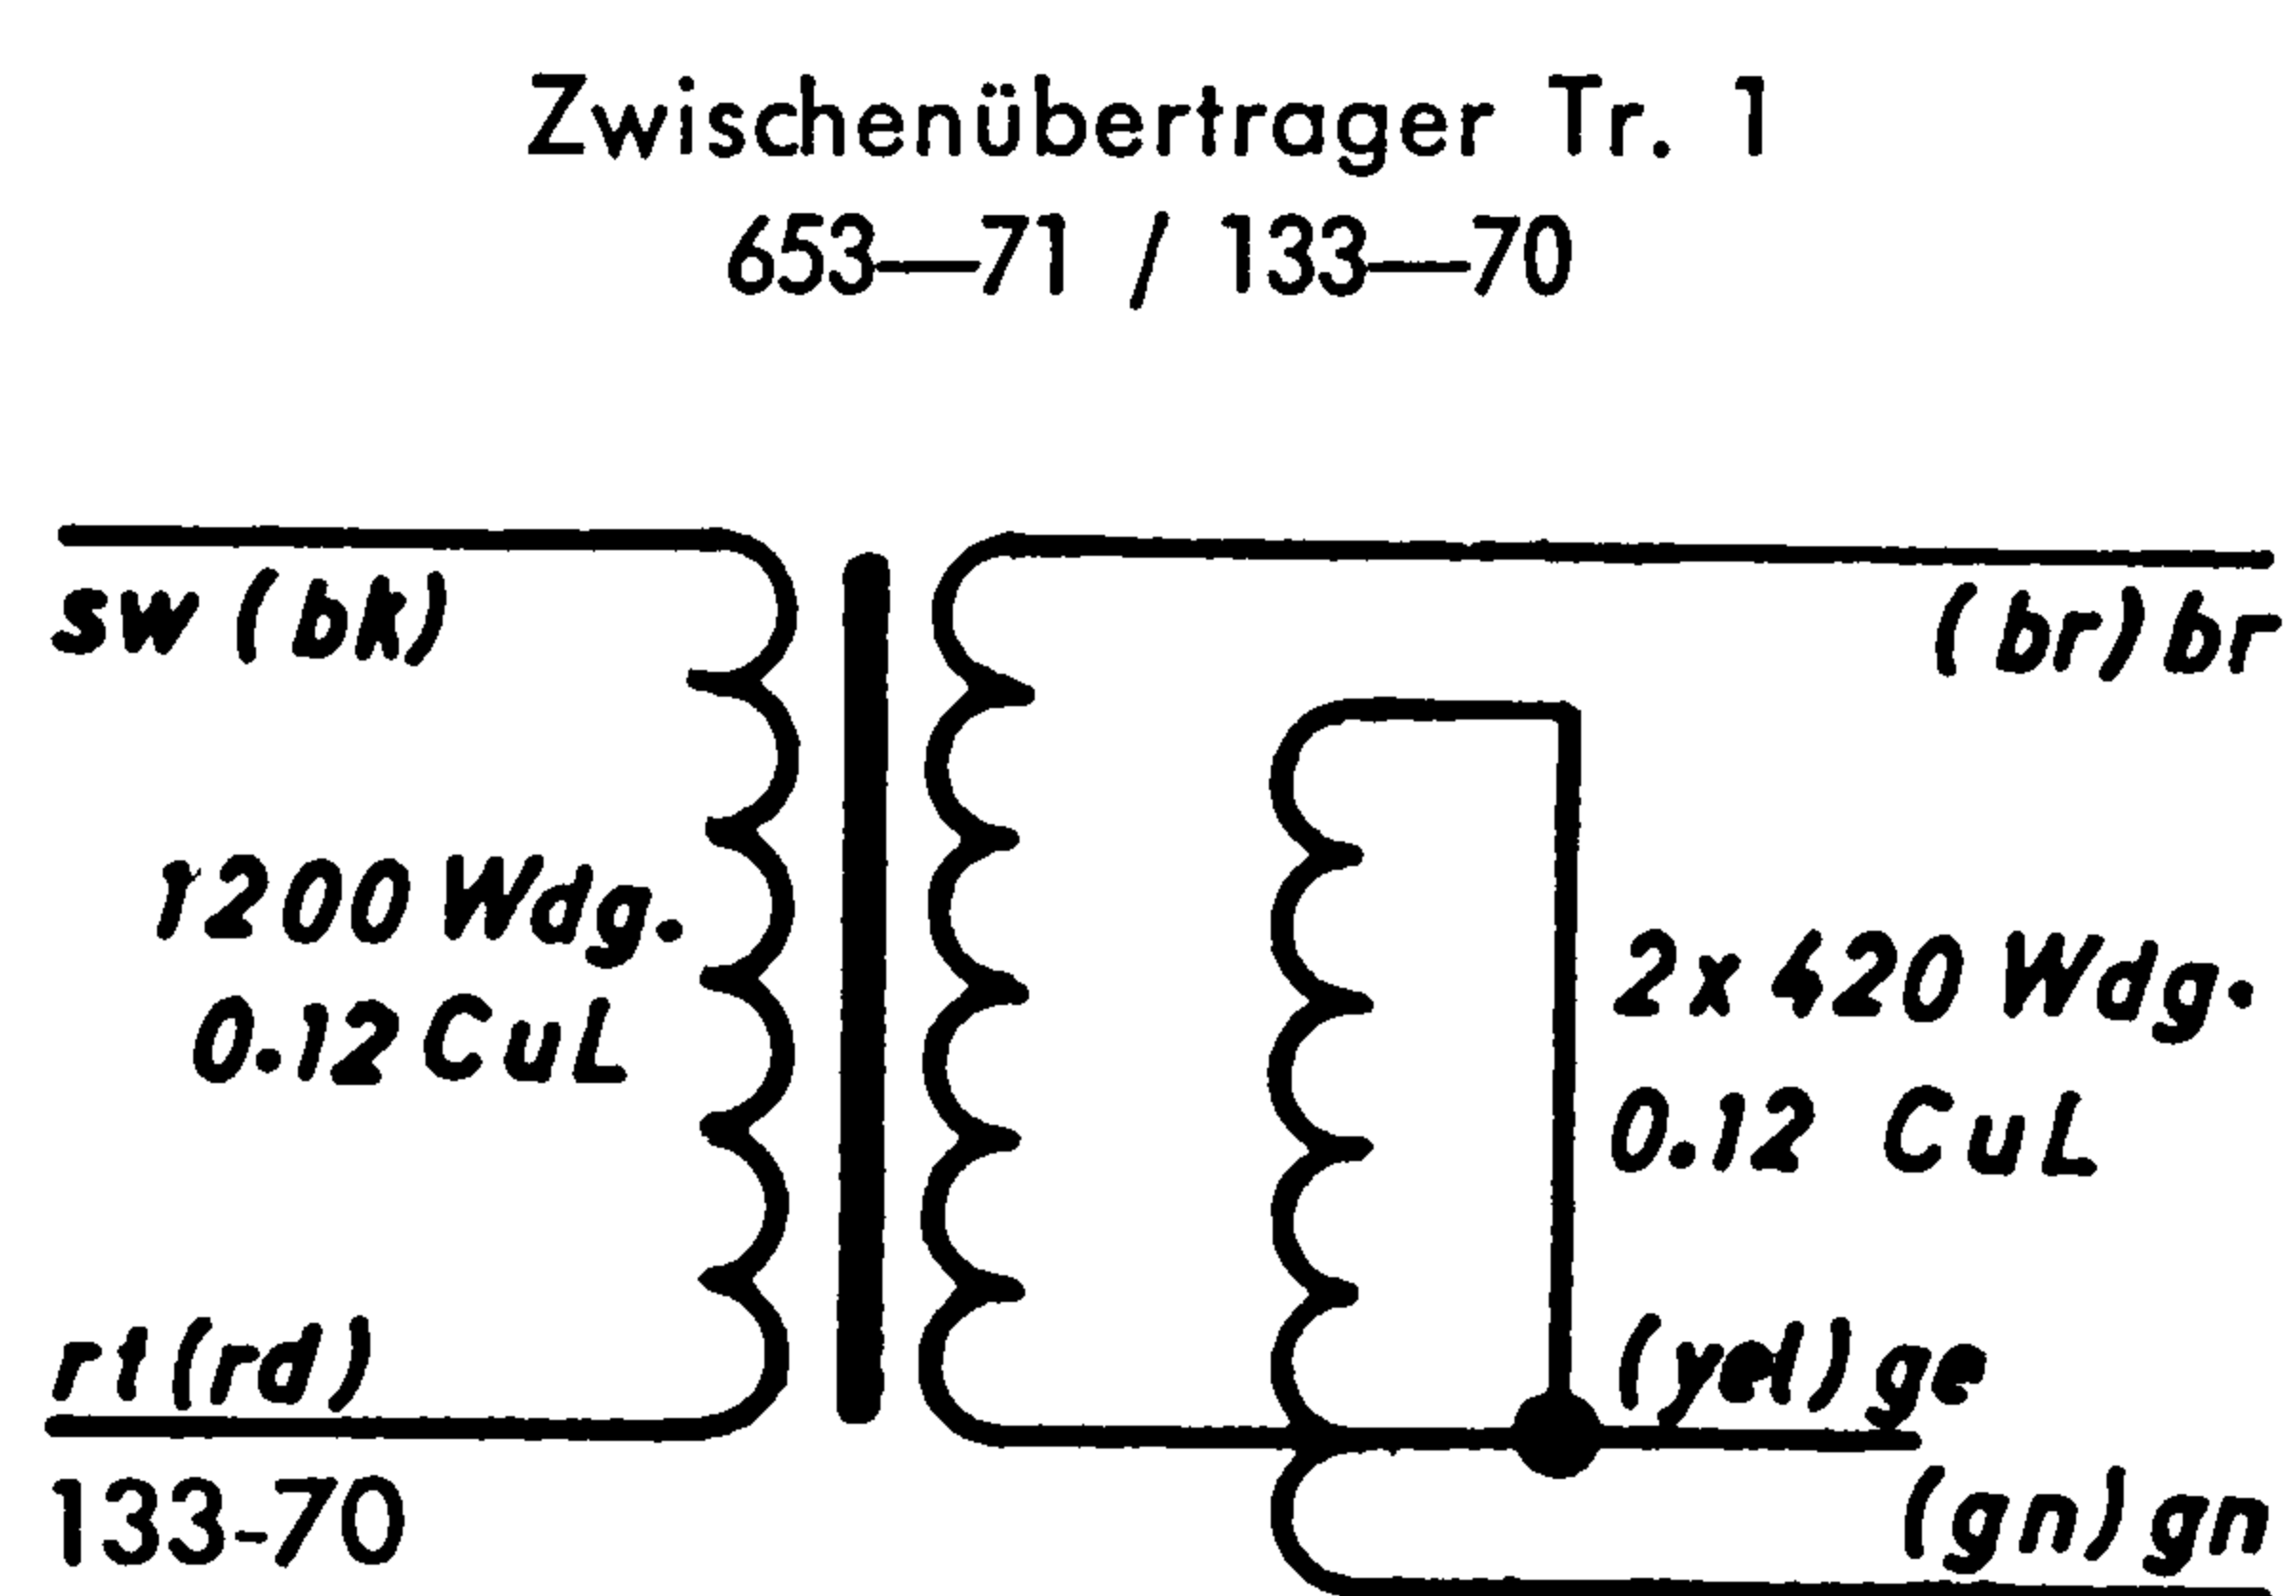 Zwischenübertrager Tr. 1
653—71 / 133—70
sw (bk)
(br) br
1200 Wdg.
0.12 CuL
2x 420 Wdg.
0.12 CuL
rt (rd)
(yel) ge
133-70
(gn) gn